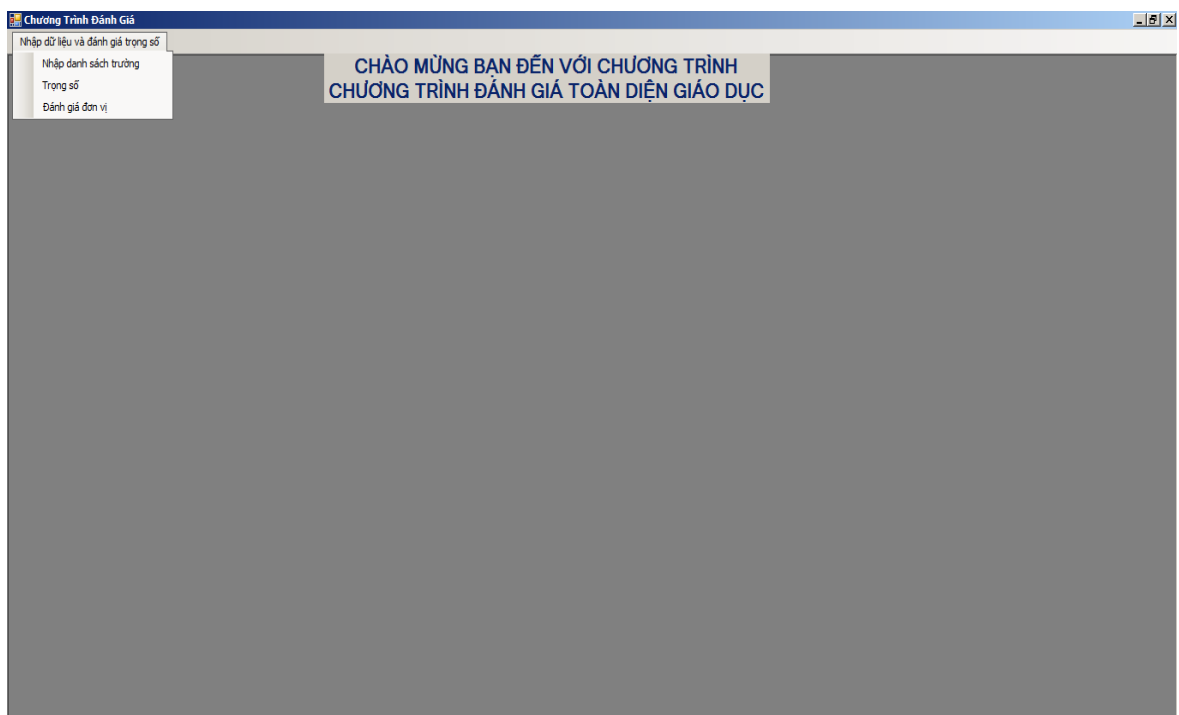 Chương Trình Đánh Giá
Nhập dữ liệu và đánh giá trọng số
Nhập danh sách trường
Trọng số
Đánh giá đơn vị
CHÀO MỪNG BẠN ĐẾN VỚI CHƯƠNG TRÌNH
CHƯƠNG TRÌNH ĐÁNH GIÁ TOÀN DIỆN GIÁO DỤC